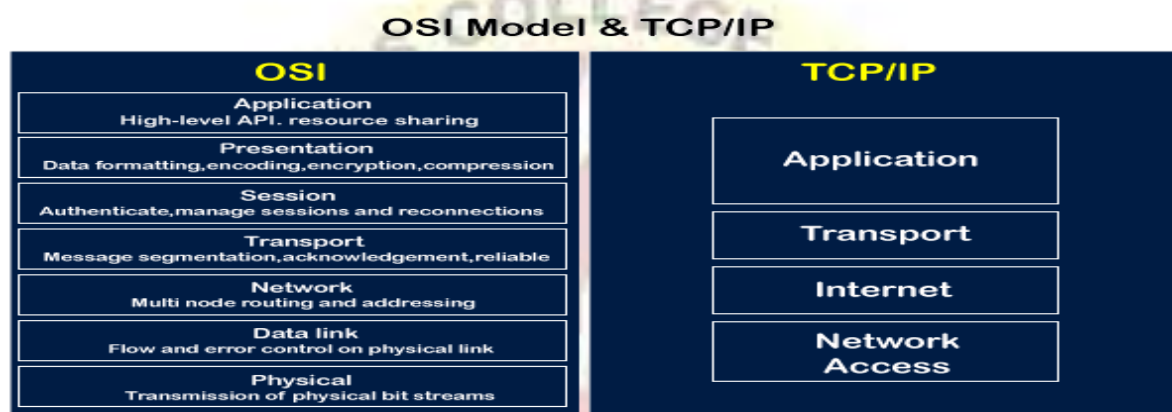 OSI Model & TCP/IP
OSI
Application
High-level API. resource sharing
Presentation
Data formatting,encoding,encryption,compression
Session
Authenticate,manage sessions and reconnections
Transport
Message segmentation,acknowledgement,reliable
Network
Multi node routing and addressing
Data link
Flow and error control on physical link
Physical
Transmission of physical bit streams
TCP/IP
Application
Transport
Internet
Network
Access